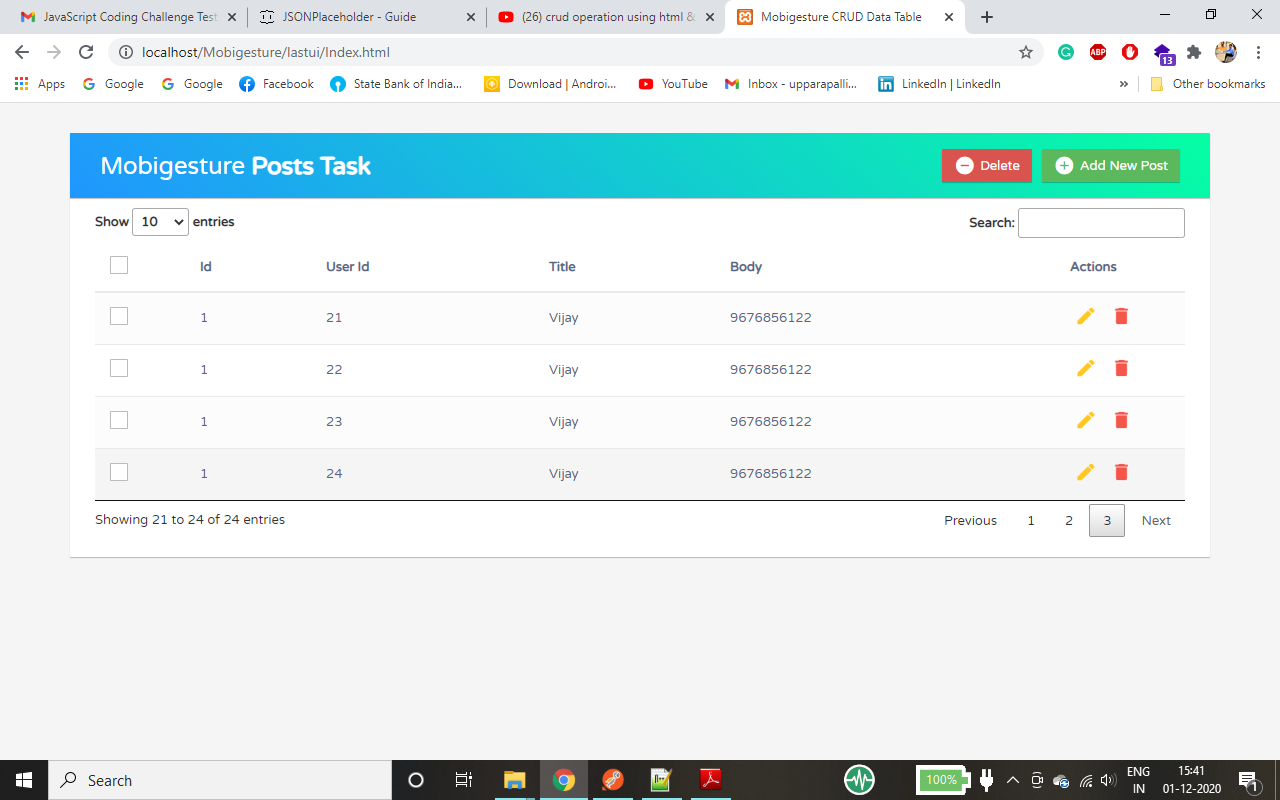 JavaScript Coding Challenge Test
JSONPlaceholder - Guide
(26) crud operation using html &
Mobigesture CRUD Data Table
localhost/Mobigesture/lastui/Index.html
ABP
13
Apps
Google
Google
Facebook
State Bank of India...
Download | Androi...
YouTube
Inbox - upparapalli...
LinkedIn | LinkedIn
»
Other bookmarks
Mobigesture Posts Task
Delete
Add New Post
Show 10 entries
Search:
Id User Id Title Body Actions
1 21 Vijay 9676856122
1 22 Vijay 9676856122
1 23 Vijay 9676856122
1 24 Vijay 9676856122
Showing 21 to 24 of 24 entries
Previous 1 2 3 Next
Search
100%
ENG
IN
15:41
01-12-2020
1